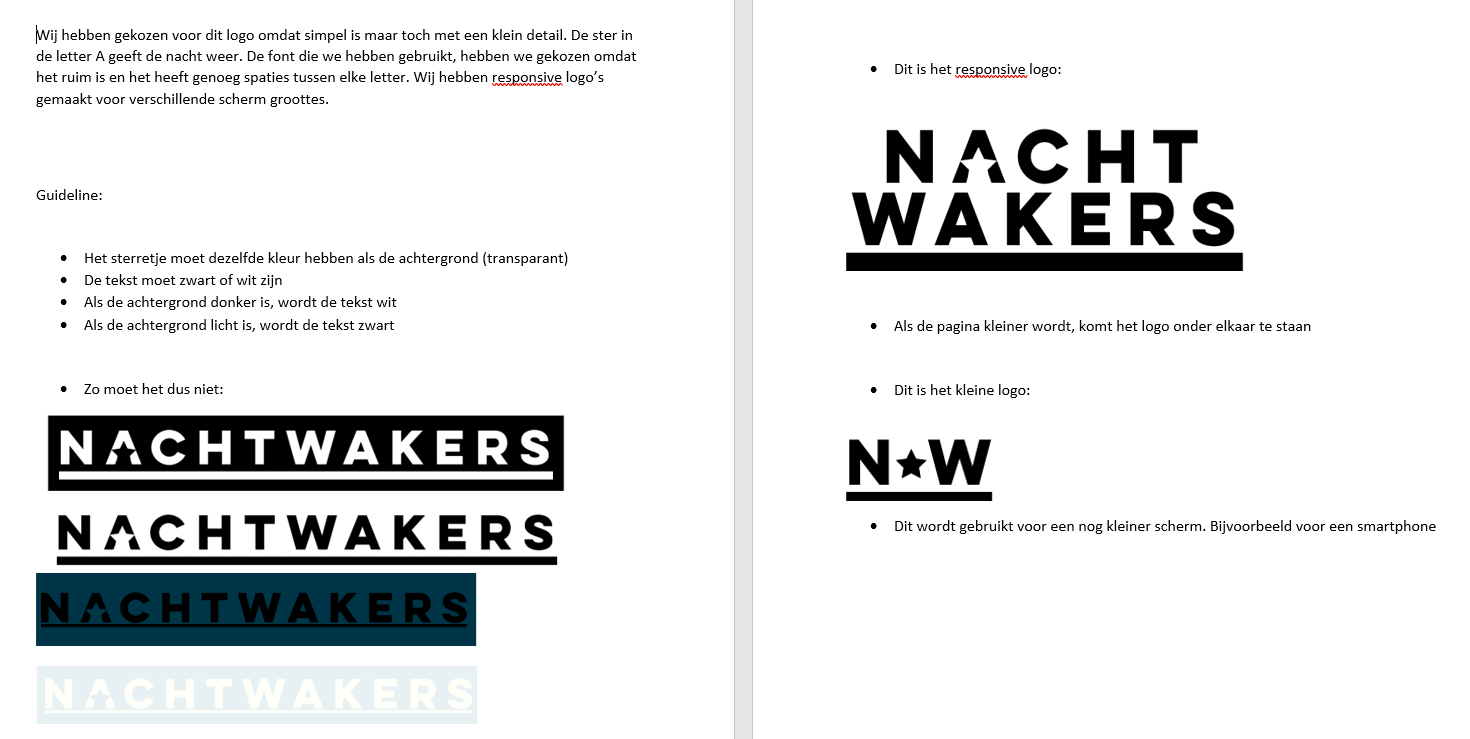 Wij hebben gekozen voor dit logo omdat simpel is maar toch met een klein detail. De ster in
de letter A geeft de nacht weer. De font die we hebben gebruikt, hebben we gekozen omdat
het ruim is en het heeft genoeg spaties tussen elke letter. Wij hebben responsive logo’s
gemaakt voor verschillende scherm groottes.
Guideline:
• Het sterretje moet dezelfde kleur hebben als de achtergrond (transparant)
• De tekst moet zwart of wit zijn
• Als de achtergrond donker is, wordt de tekst wit
• Als de achtergrond licht is, wordt de tekst zwart
• Zo moet het dus niet:
NACHTWAKERS
NACHTWAKERS
NACHTWAKERS
NACHTWAKERS
• Dit is het responsive logo:
NACHT
WAKERS
• Als de pagina kleiner wordt, komt het logo onder elkaar te staan
• Dit is het kleine logo:
N★W
• Dit wordt gebruikt voor een nog kleiner scherm. Bijvoorbeeld voor een smartphone